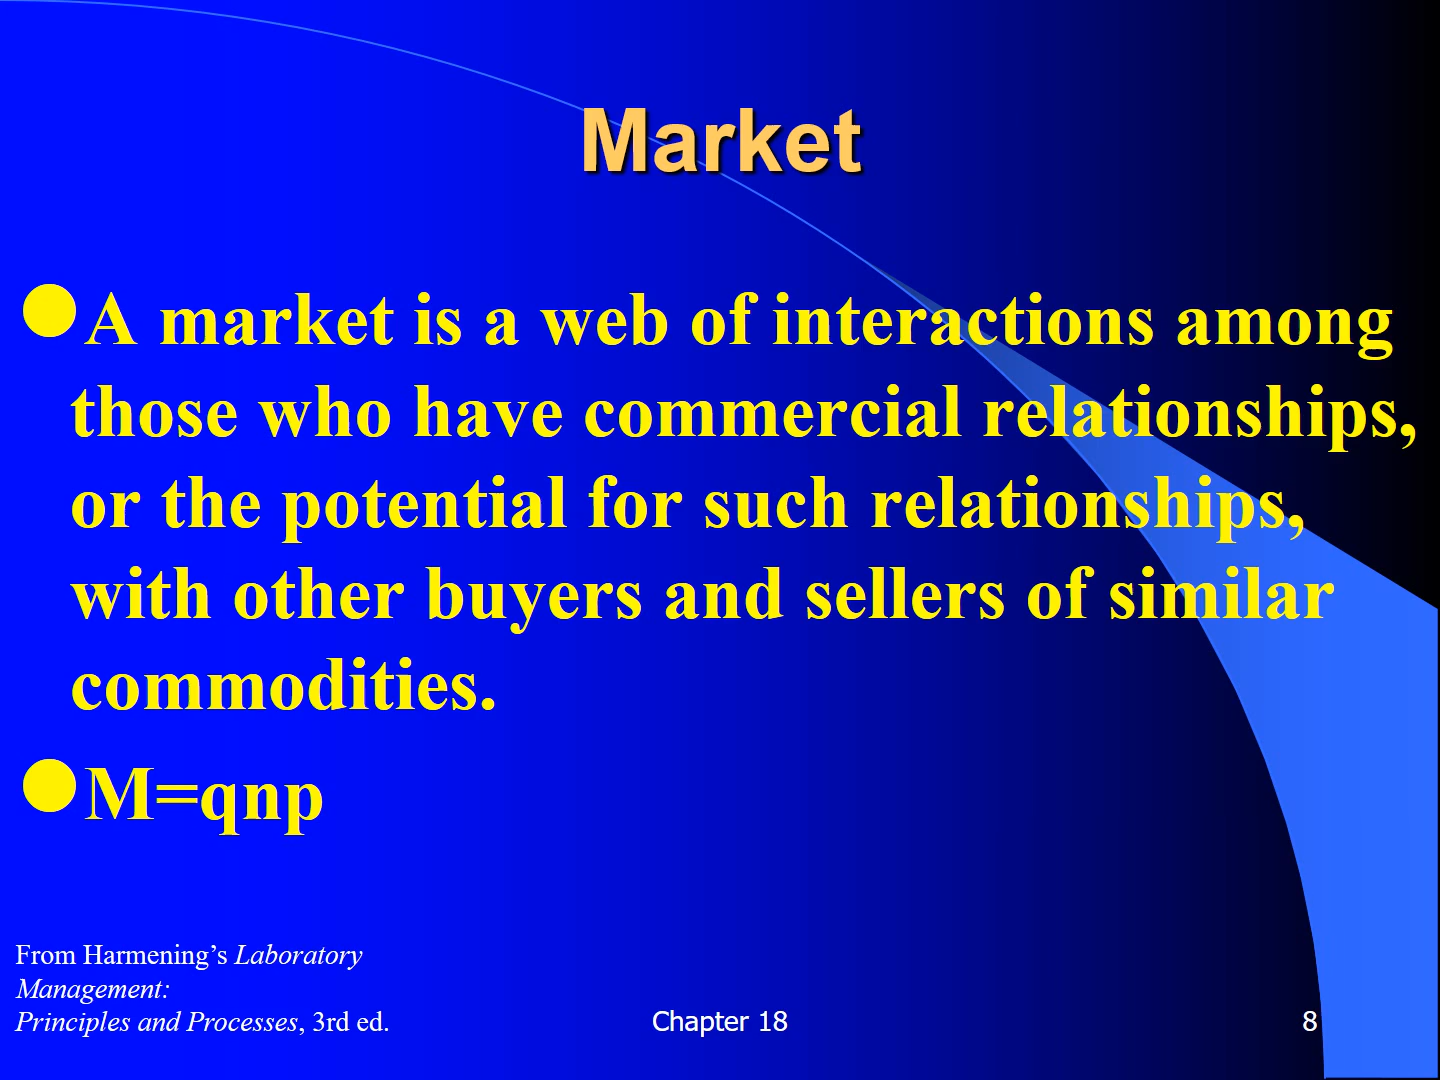 Market
A market is a web of interactions among
those who have commercial relationships,
or the potential for such relationships,
with other buyers and sellers of similar
commodities.
M=qnp
From Harmening’s Laboratory
Management:
Principles and Processes, 3rd ed.
Chapter 18
8